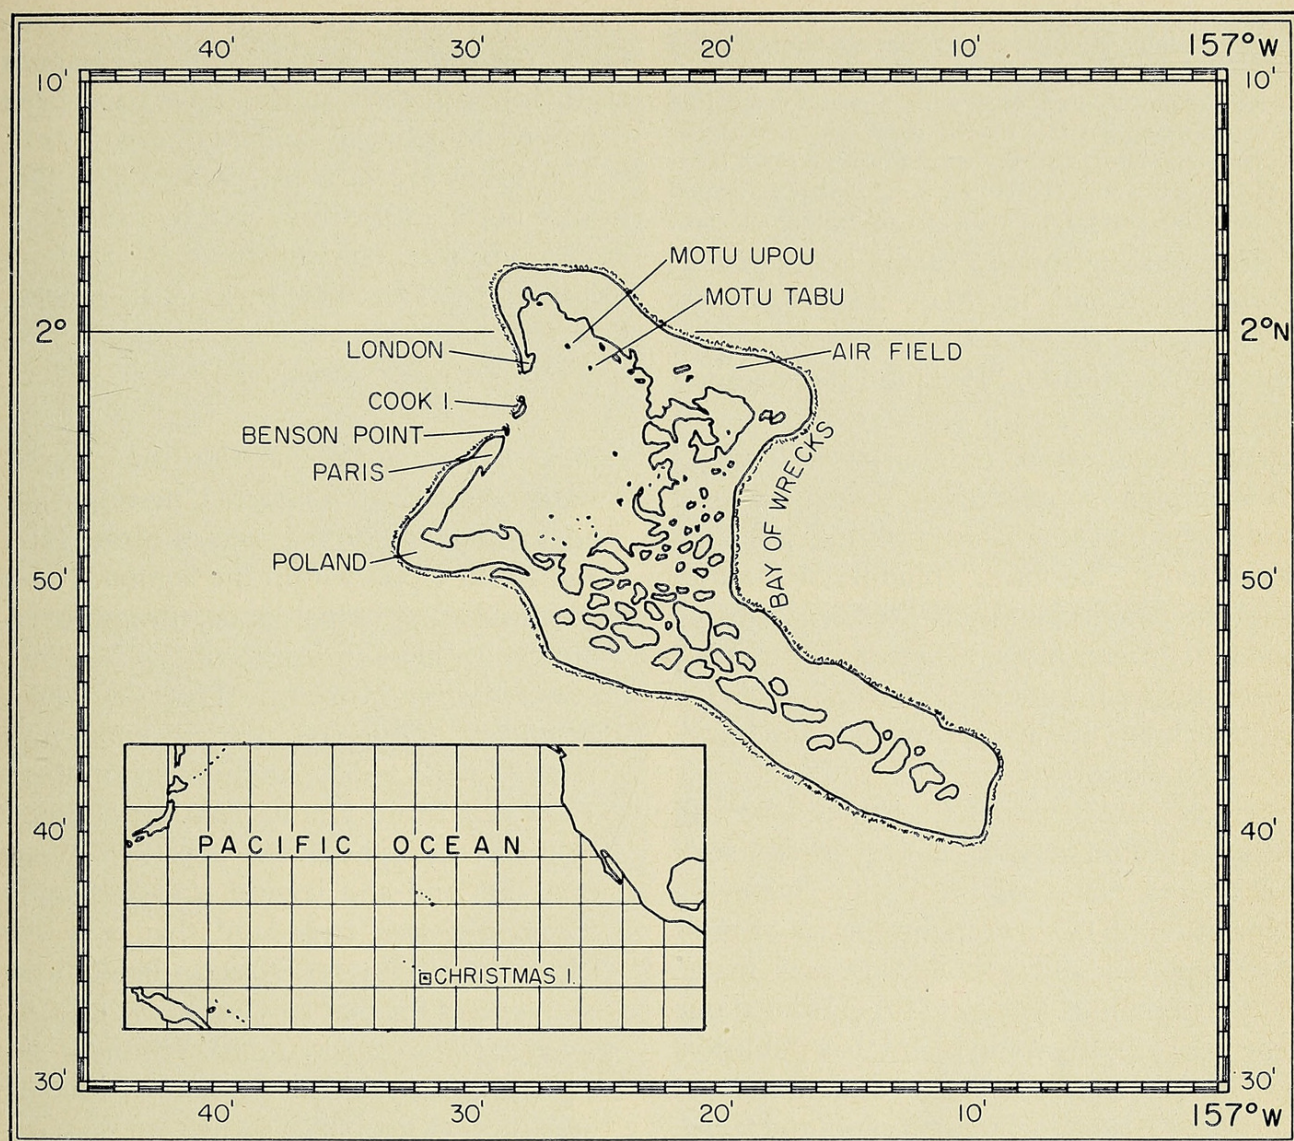 40' 30' 20' 10' 157°W
10' 10'
MOTU UPOU
MOTU TABU
2° 2°N
LONDON AIR FIELD
COOK I.
BENSON POINT
PARIS
BAY OF WRECKS
POLAND
50' 50'
40' 40'
PACIFIC OCEAN
CHRISTMAS I.
30' 30'
40' 30' 20' 10' 157°W